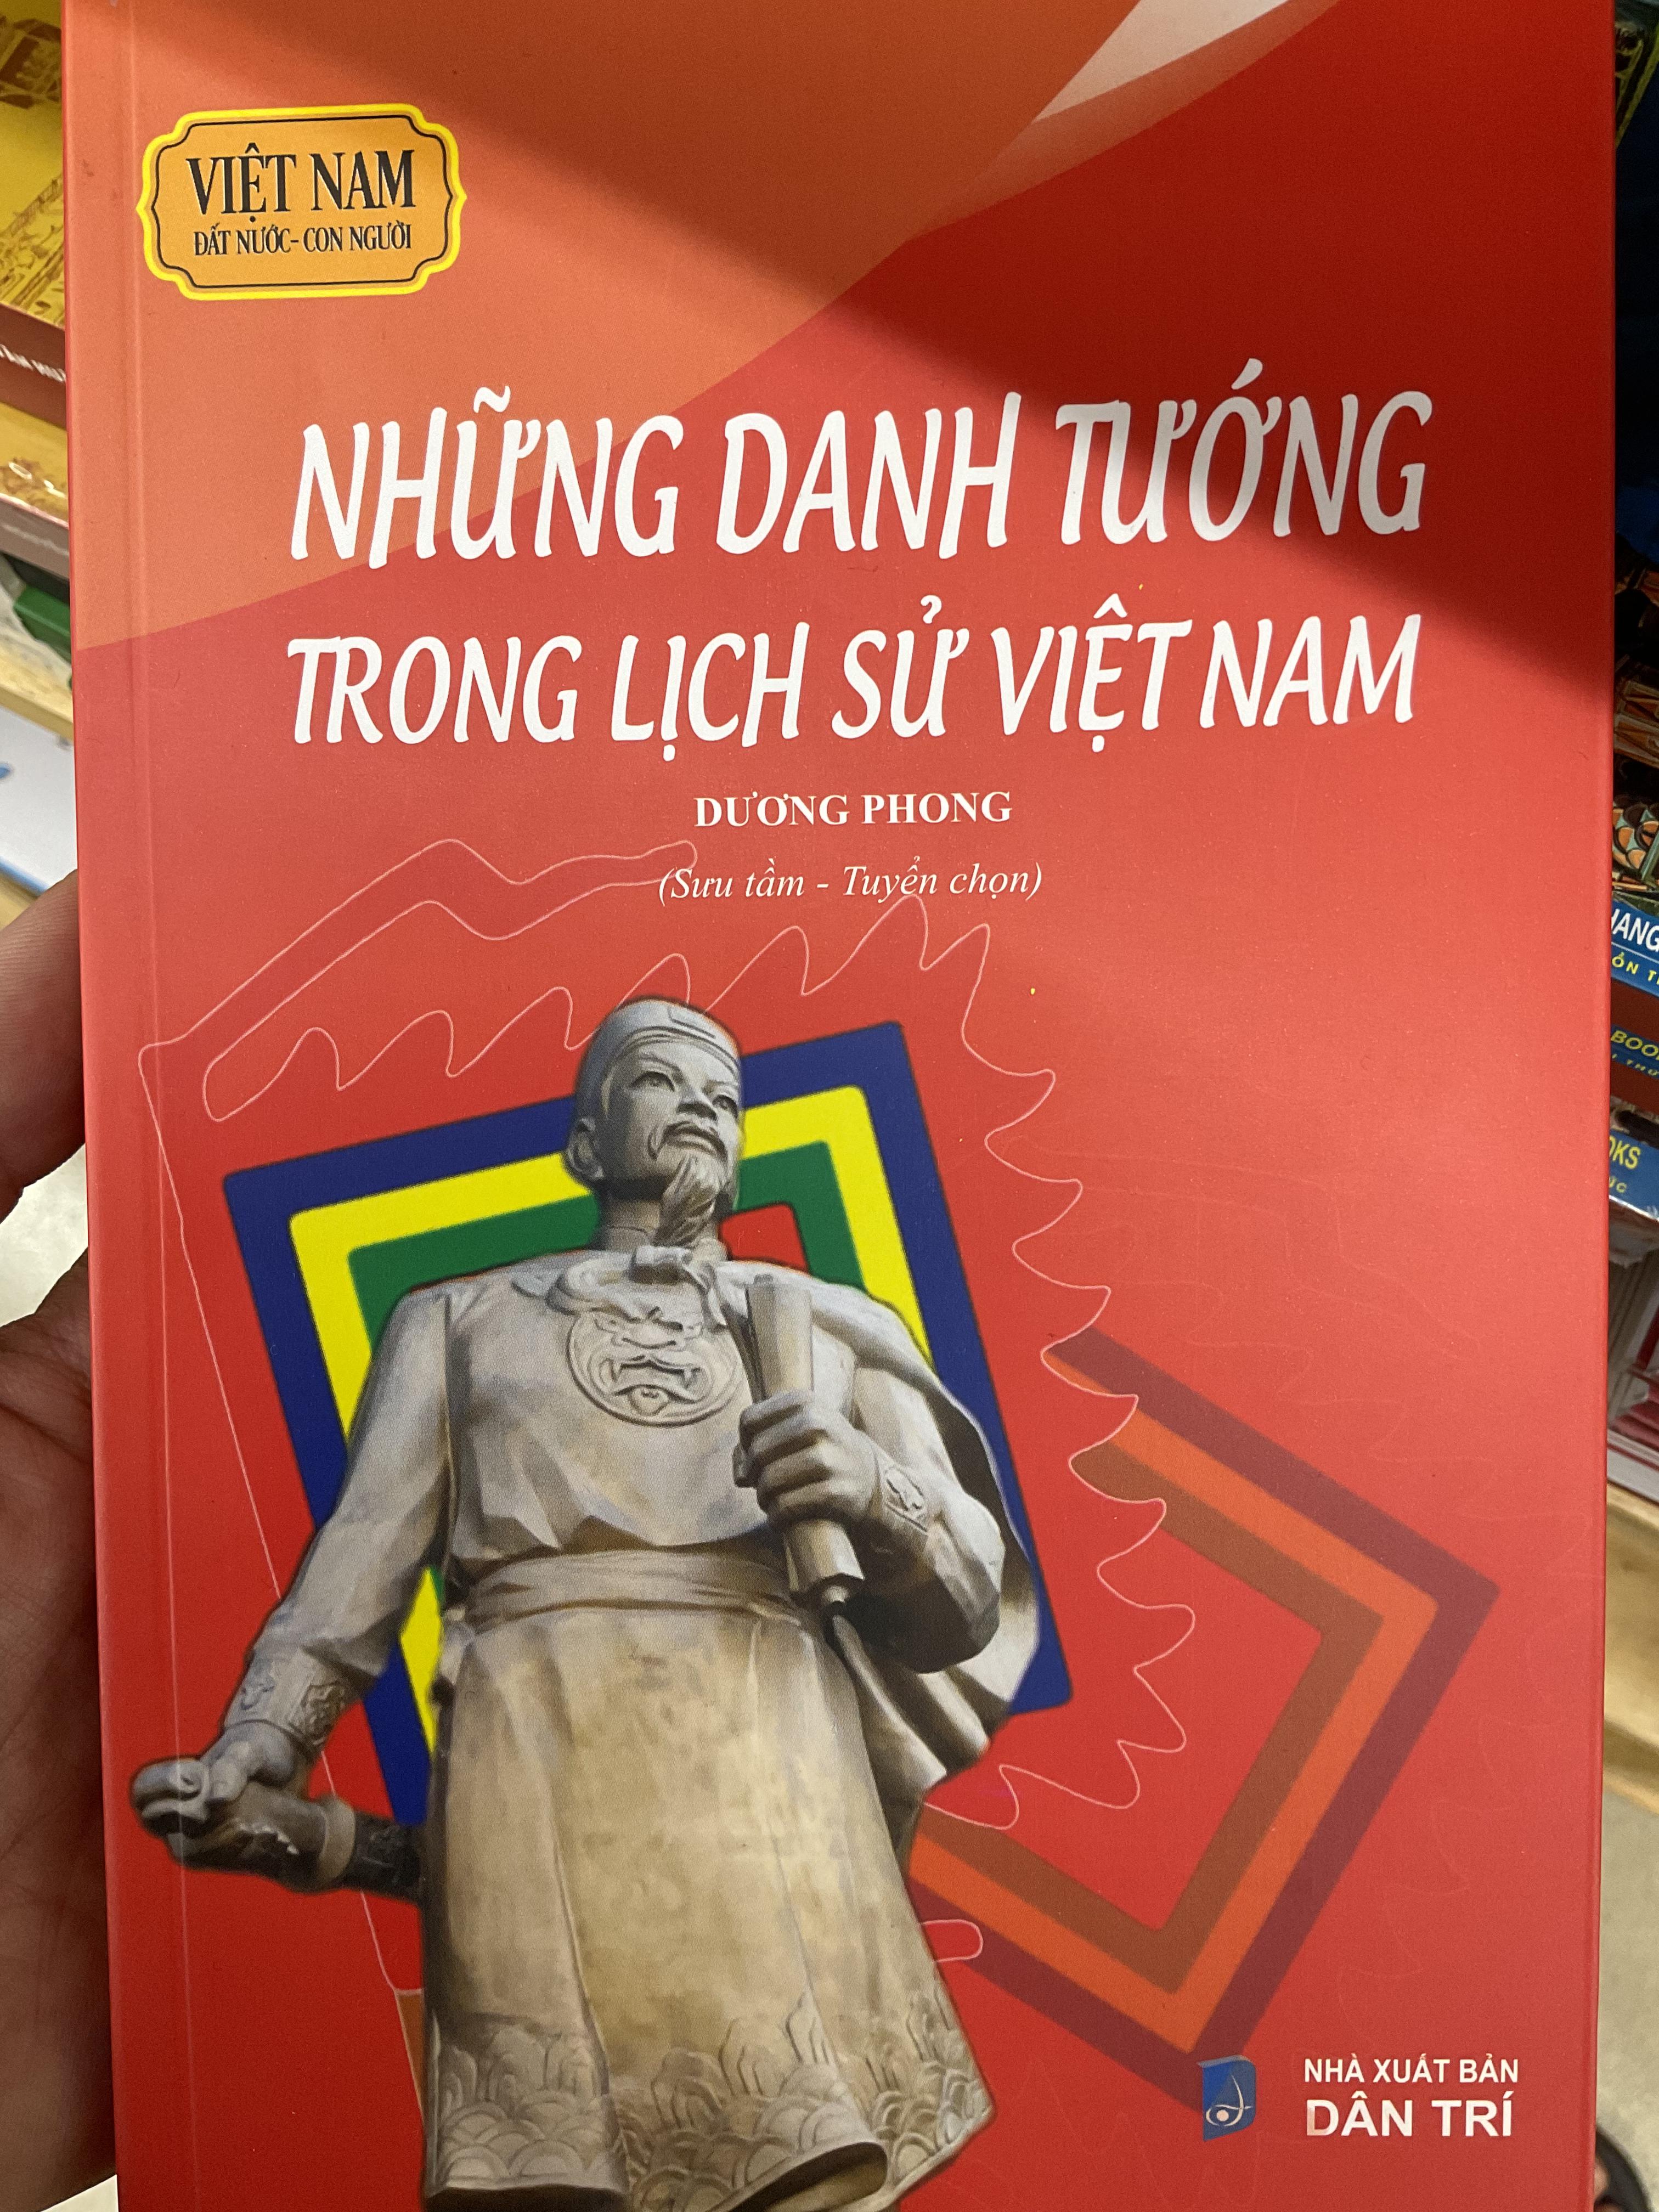 VIỆT NAM
ĐẤT NƯỚC- CON NGƯỜI
NHỮNG DANH TƯỚNG
TRONG LỊCH SỬ VIỆT NAM
DƯƠNG PHONG
(Sưu tầm - Tuyển chọn)
NHÀ XUẤT BẢN
DÂN TRÍ